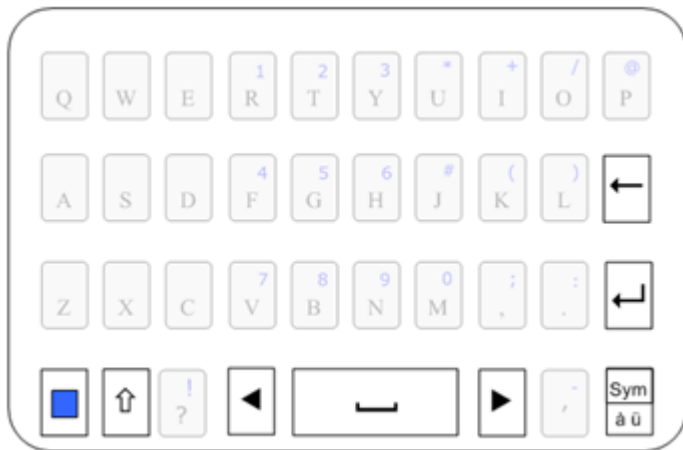 1 2 3 * + / @
Q W E R T Y U I O P
4 5 6 # ( )
A S D F G H J K L ←
7 8 9 0 ; :
Z X C V B N M , . ↵
! - Sym
⇧ ? ◀ ▶ ' á ü